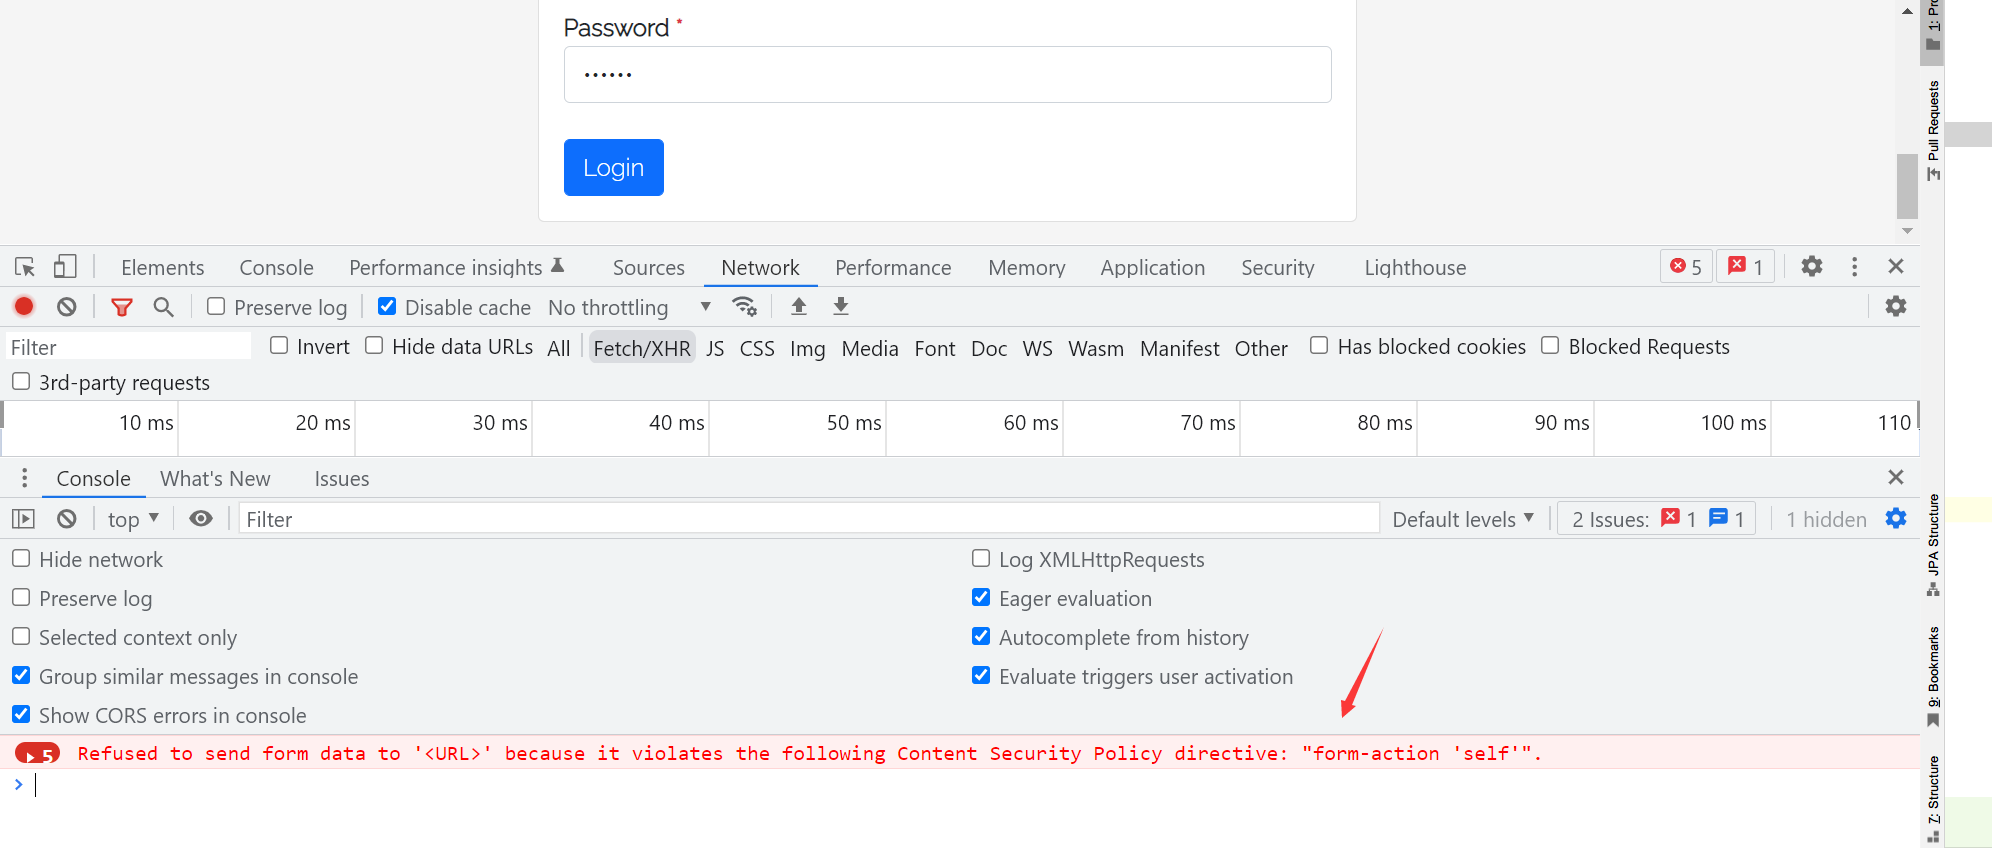 Password *
••••••
Login
Elements Console Performance insights Sources Network Performance Memory Application Security Lighthouse 5 1
Preserve log Disable cache No throttling
Filter Invert Hide data URLs All Fetch/XHR JS CSS Img Media Font Doc WS Wasm Manifest Other Has blocked cookies Blocked Requests
3rd-party requests
10 ms 20 ms 30 ms 40 ms 50 ms 60 ms 70 ms 80 ms 90 ms 100 ms 110
Console What's New Issues
top Filter Default levels 2 Issues: 1 1 1 hidden
Hide network Log XMLHttpRequests
Preserve log Eager evaluation
Selected context only Autocomplete from history
Group similar messages in console Evaluate triggers user activation
Show CORS errors in console
5 Refused to send form data to '<URL>' because it violates the following Content Security Policy directive: "form-action 'self'".
>
1:
Pull Requests
JPA Structure
9: Bookmarks
7: Structure